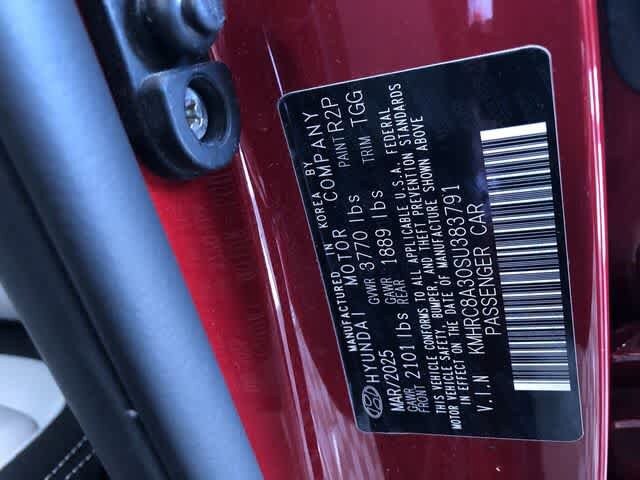 MANUFACTURED IN KOREA BY
HYUNDAI MOTOR COMPANY PAINT R2P
MAR/2025 GVWR 3770 lbs TRIM TGG
GAWR FRONT 2101 lbs GAWR REAR 1889 lbs
THIS VEHICLE CONFORMS TO ALL APPLICABLE U.S.A. FEDERAL
MOTOR VEHICLE SAFETY, BUMPER, AND THEFT PREVENTION STANDARDS
IN EFFECT ON THE DATE OF MANUFACTURE SHOWN ABOVE
V.I.N KMHRC8A30SU383791
PASSENGER CAR